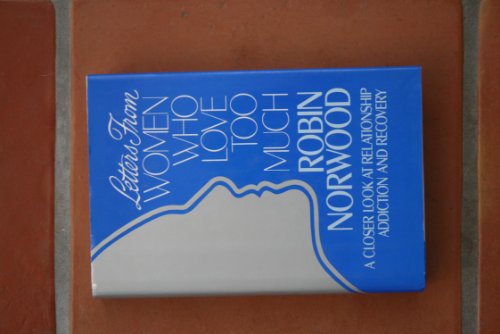 Letters From
WOMEN
WHO
LOVE
TOO
MUCH
ROBIN
NORWOOD
A CLOSER LOOK AT RELATIONSHIP
ADDICTION AND RECOVERY